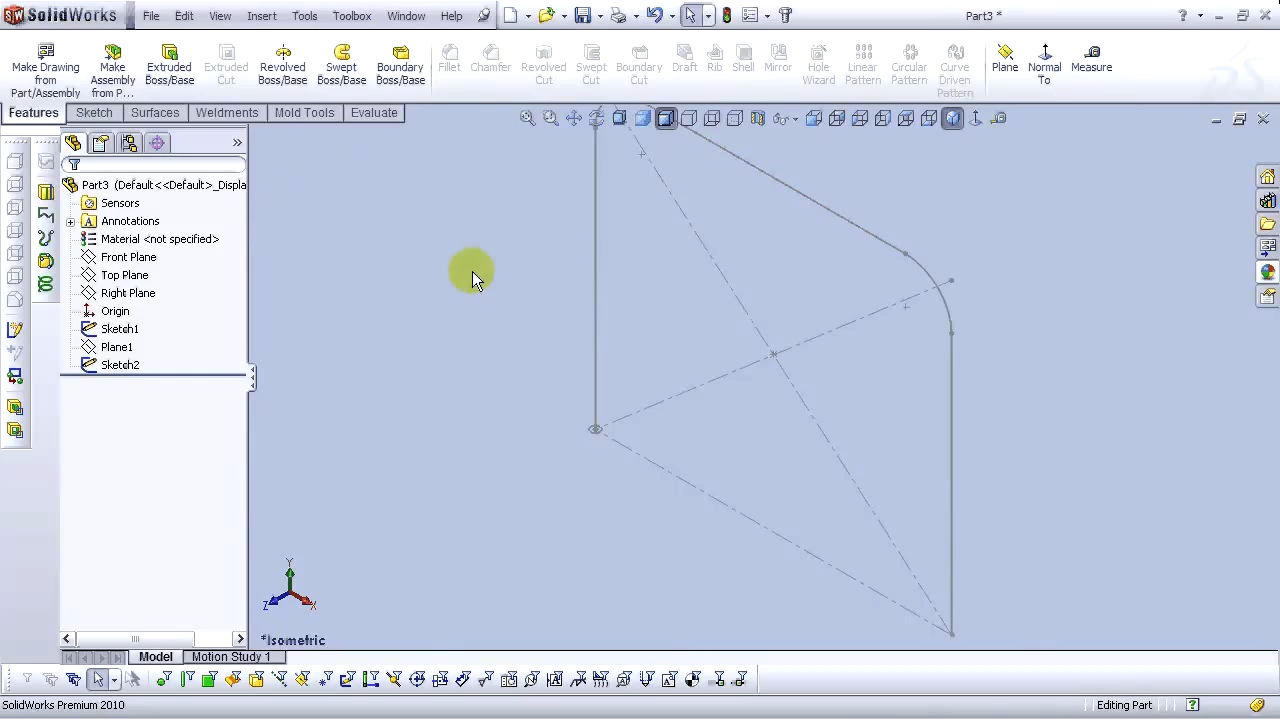 SolidWorks File Edit View Insert Tools Toolbox Window Help Part3 *
Make Drawing from Part/Assembly
Make Assembly from P...
Extruded Boss/Base
Extruded Cut
Revolved Boss/Base
Swept Boss/Base
Boundary Boss/Base
Fillet
Chamfer
Revolved Cut
Swept Cut
Boundary Cut
Draft
Rib
Shell
Mirror
Hole Wizard
Linear Pattern
Circular Pattern
Curve Driven Pattern
Plane
Normal To
Measure
Features Sketch Surfaces Weldments Mold Tools Evaluate
Part3 (Default<<Default>_Displa
Sensors
Annotations
Material <not specified>
Front Plane
Top Plane
Right Plane
Origin
Sketch1
Plane1
Sketch2
Y
Z X
*Isometric
Model Motion Study 1
SolidWorks Premium 2010 Editing Part